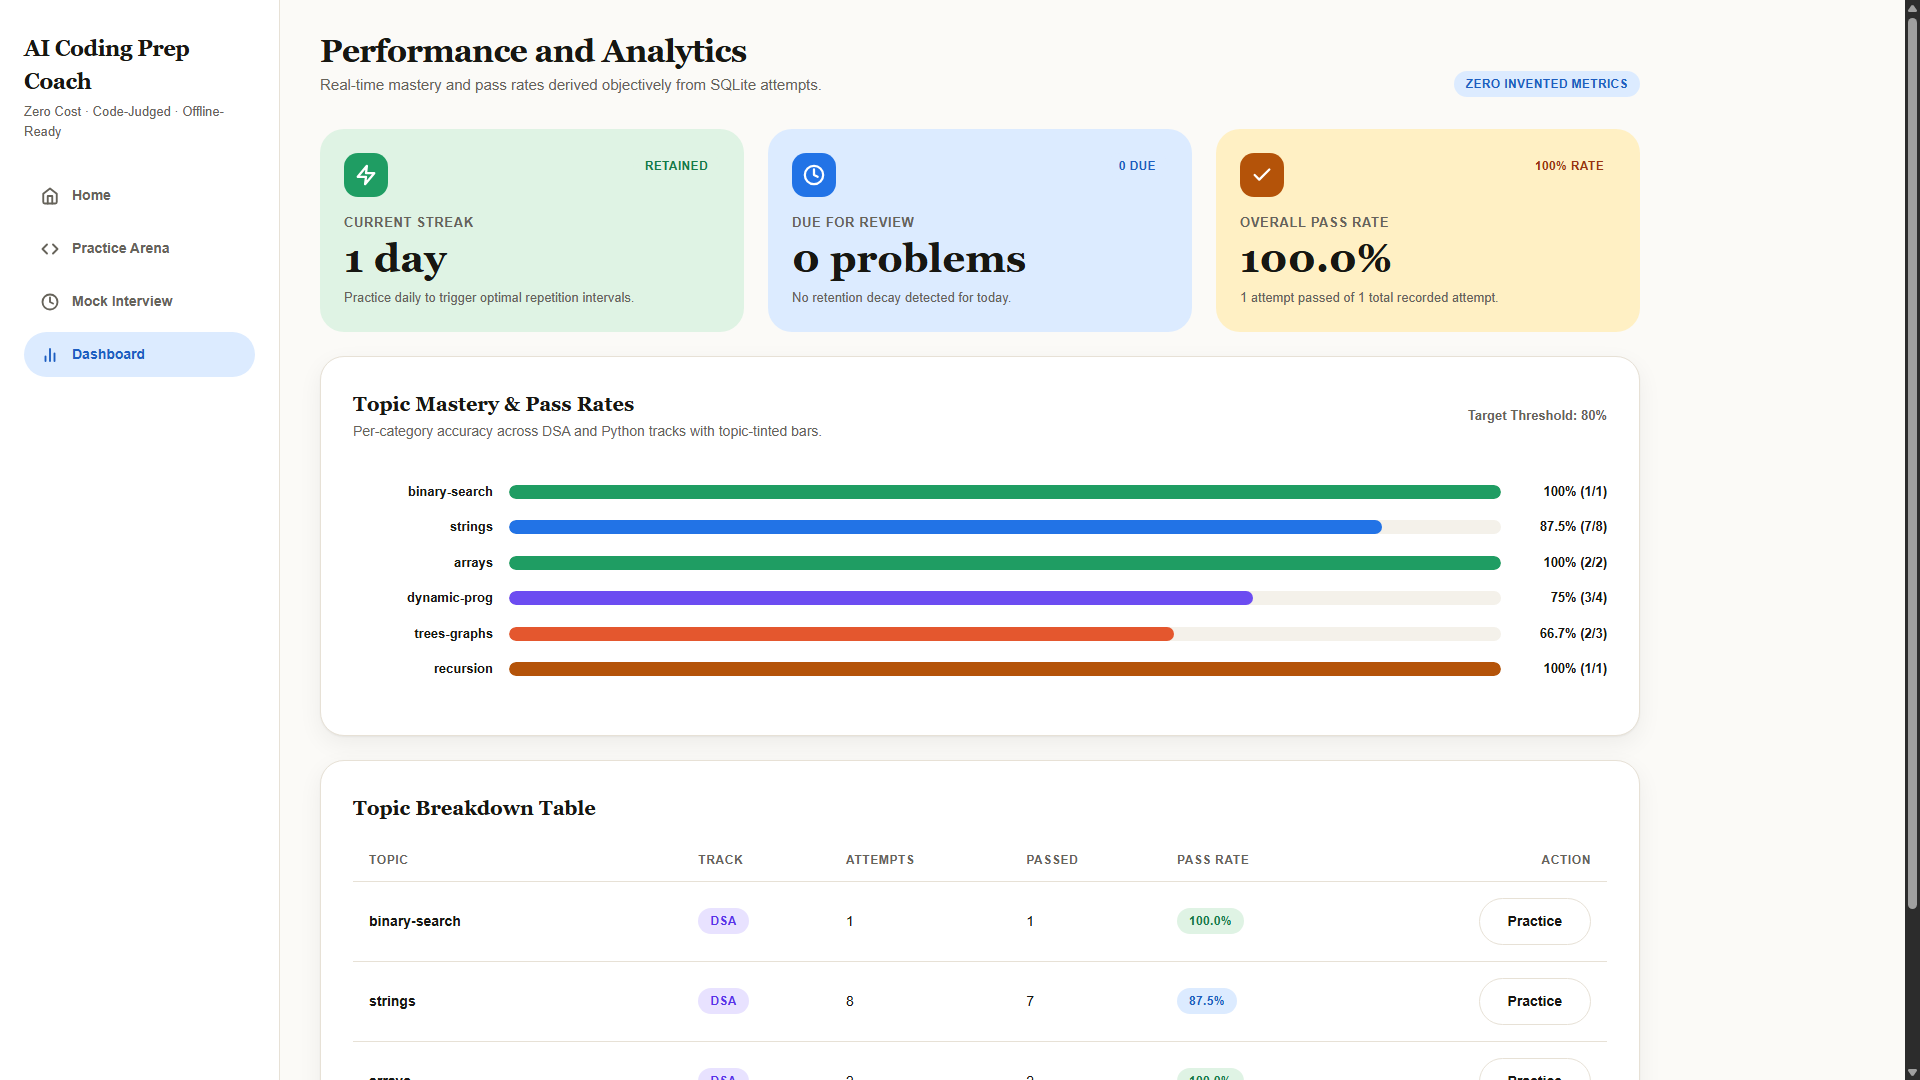 AI Coding Prep
Coach
Zero Cost · Code-Judged · Offline-
Ready
Home
Practice Arena
Mock Interview
Dashboard
Performance and Analytics
Real-time mastery and pass rates derived objectively from SQLite attempts.
ZERO INVENTED METRICS
RETAINED
CURRENT STREAK
1 day
Practice daily to trigger optimal repetition intervals.
0 DUE
DUE FOR REVIEW
0 problems
No retention decay detected for today.
100% RATE
OVERALL PASS RATE
100.0%
1 attempt passed of 1 total recorded attempt.
Topic Mastery & Pass Rates
Per-category accuracy across DSA and Python tracks with topic-tinted bars.
Target Threshold: 80%
binary-search 100% (1/1)
strings 87.5% (7/8)
arrays 100% (2/2)
dynamic-prog 75% (3/4)
trees-graphs 66.7% (2/3)
recursion 100% (1/1)
Topic Breakdown Table
TOPIC TRACK ATTEMPTS PASSED PASS RATE ACTION
binary-search DSA 1 1 100.0% Practice
strings DSA 8 7 87.5% Practice
arrays DSA 2 2 100.0% Practice